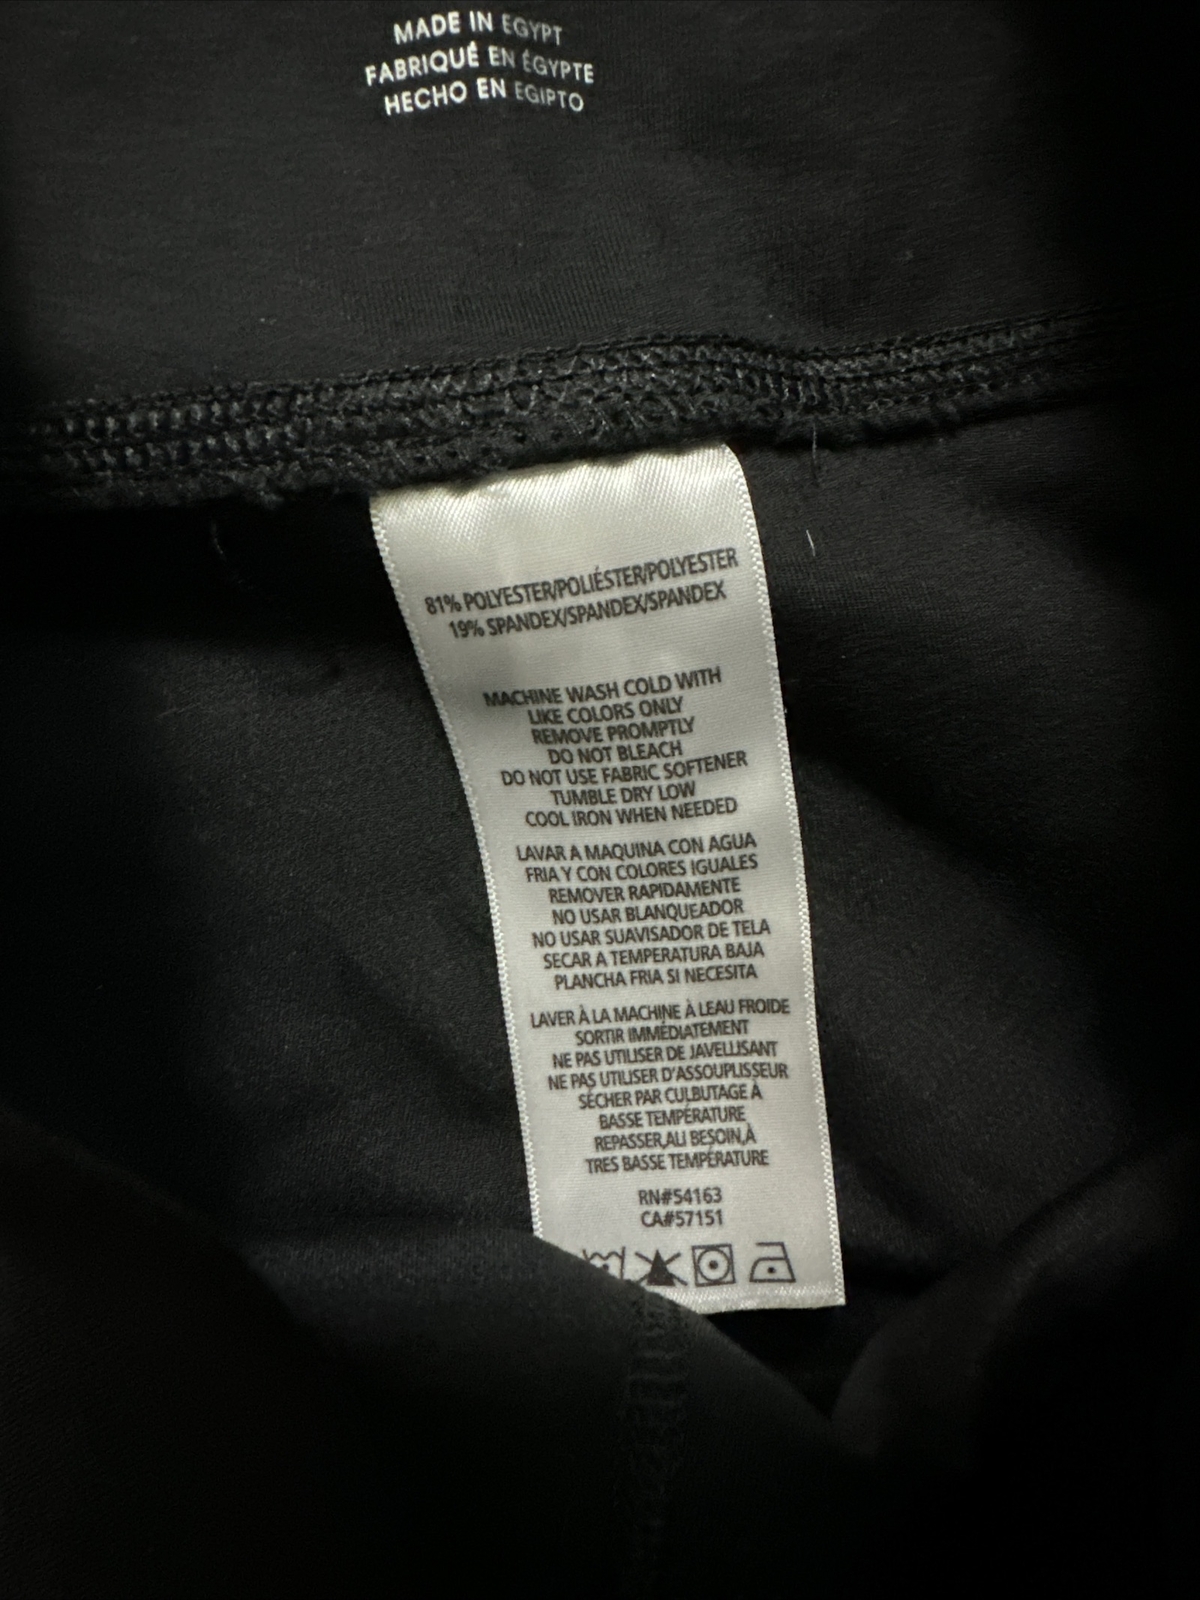 MADE IN EGYPT
FABRIQUÉ EN ÉGYPTE
HECHO EN EGIPTO
81% POLYESTER/POLIÉSTER/POLYESTER
19% SPANDEX/SPANDEX/SPANDEX
MACHINE WASH COLD WITH
LIKE COLORS ONLY
REMOVE PROMPTLY
DO NOT BLEACH
DO NOT USE FABRIC SOFTENER
TUMBLE DRY LOW
COOL IRON WHEN NEEDED
LAVAR A MAQUINA CON AGUA
FRIA Y CON COLORES IGUALES
REMOVER RAPIDAMENTE
NO USAR BLANQUEADOR
NO USAR SUAVISADOR DE TELA
SECAR A TEMPERATURA BAJA
PLANCHA FRIA SI NECESITA
LAVER À LA MACHINE À LEAU FROIDE
SORTIR IMMÉDIATEMENT
NE PAS UTILISER DE JAVELLISANT
NE PAS UTILISER D'ASSOUPLISSEUR
SÉCHER PAR CULBUTAGE À
BASSE TEMPÉRATURE
REPASSER,AU BESOIN,À
TRES BASSE TEMPÉRATURE
RN#54163
CA#57151